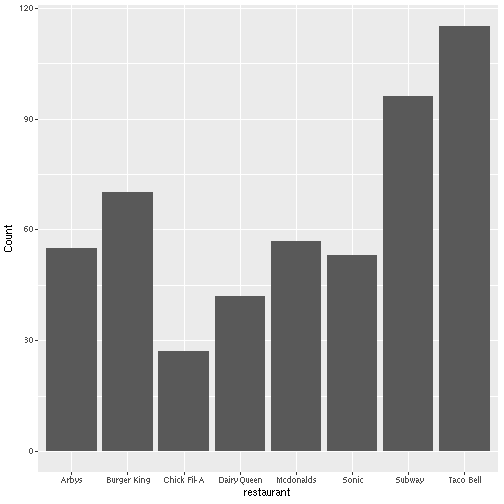 120
90
60
30
0
Count
Arbys Burger King Chick Fil-A Dairy Queen Mcdonalds Sonic Subway Taco Bell
restaurant